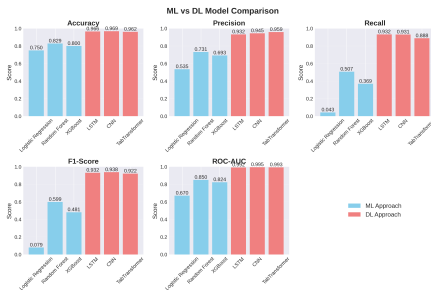 ML vs DL Model Comparison
Accuracy
Score
1.0
0.8
0.6
0.4
0.2
0.0
0.750
0.829
0.800
0.969
0.962
Logistic Regression
Random Forest
XGBoost
LSTM
CNN
TabTransformer
Precision
Score
1.0
0.8
0.6
0.4
0.2
0.0
0.535
0.731
0.693
0.932
0.945
0.959
Logistic Regression
Random Forest
XGBoost
LSTM
CNN
TabTransformer
Recall
Score
1.0
0.8
0.6
0.4
0.2
0.0
0.043
0.507
0.369
0.932
0.931
0.888
Logistic Regression
Random Forest
XGBoost
LSTM
CNN
TabTransformer
F1-Score
Score
1.0
0.8
0.6
0.4
0.2
0.0
0.079
0.599
0.481
0.932
0.938
0.922
Logistic Regression
Random Forest
XGBoost
LSTM
CNN
TabTransformer
ROC-AUC
Score
1.0
0.8
0.6
0.4
0.2
0.0
0.670
0.850
0.824
0.995
0.993
Logistic Regression
Random Forest
XGBoost
LSTM
CNN
TabTransformer
ML Approach
DL Approach